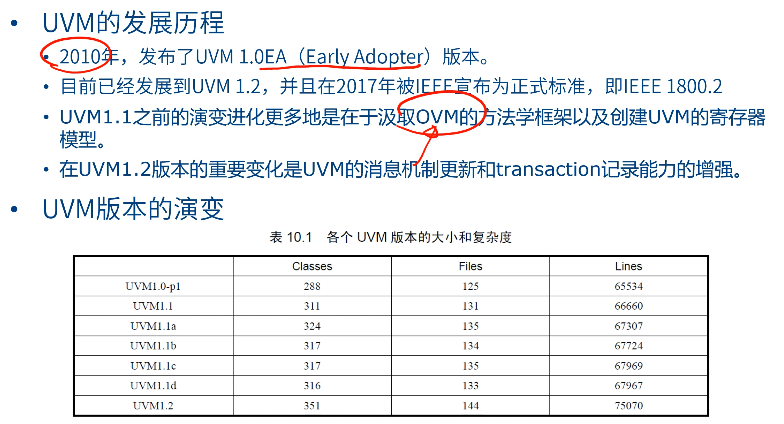 • UVM的发展历程
• 2010年，发布了UVM 1.0EA（Early Adopter）版本。
• 目前已经发展到UVM 1.2，并且在2017年被IEEE宣布为正式标准，即IEEE 1800.2
• UVM1.1之前的演变进化更多地是在于汲取OVM的方法学框架以及创建UVM的寄存器
模型。
• 在UVM1.2版本的重要变化是UVM的消息机制更新和transaction记录能力的增强。
• UVM版本的演变
表 10.1 各个 UVM 版本的大小和复杂度
Classes Files Lines
UVM1.0-p1 288 125 65534
UVM1.1 311 131 66660
UVM1.1a 324 135 67307
UVM1.1b 317 134 67724
UVM1.1c 317 135 67969
UVM1.1d 316 133 67967
UVM1.2 351 144 75070